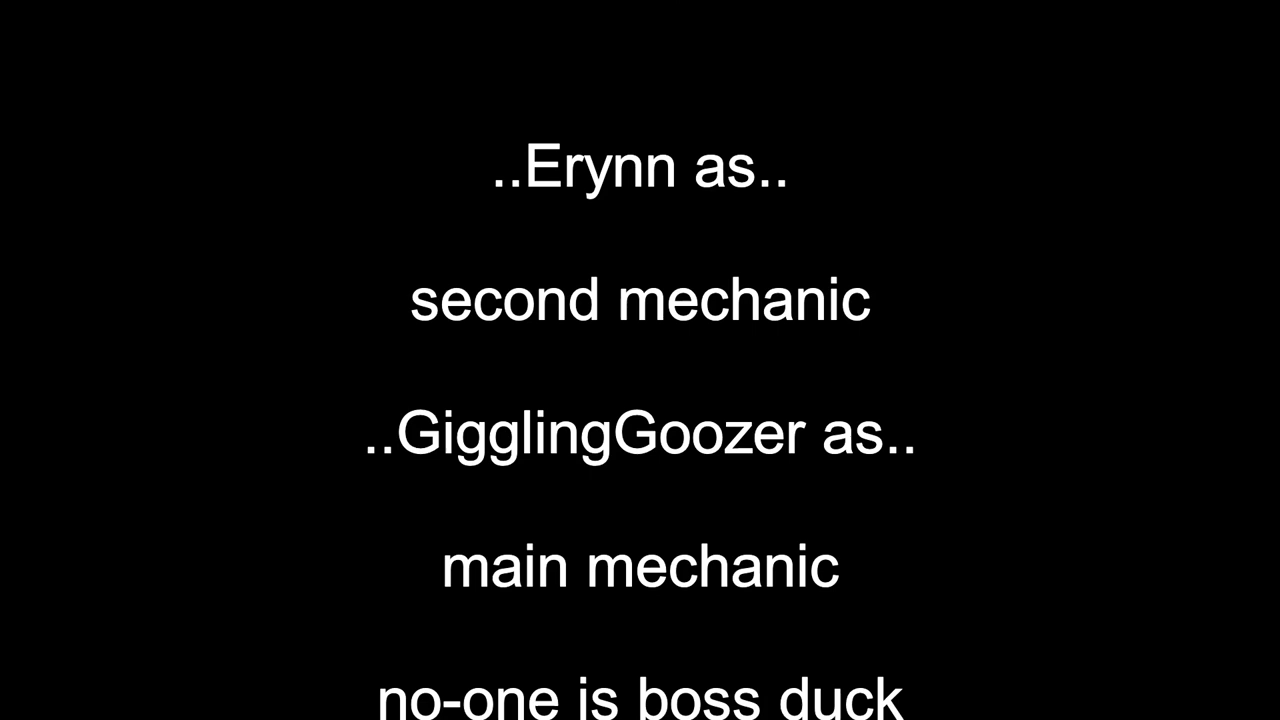 ..Erynn as..
second mechanic
..GigglingGoozer as..
main mechanic
no-one is boss duck